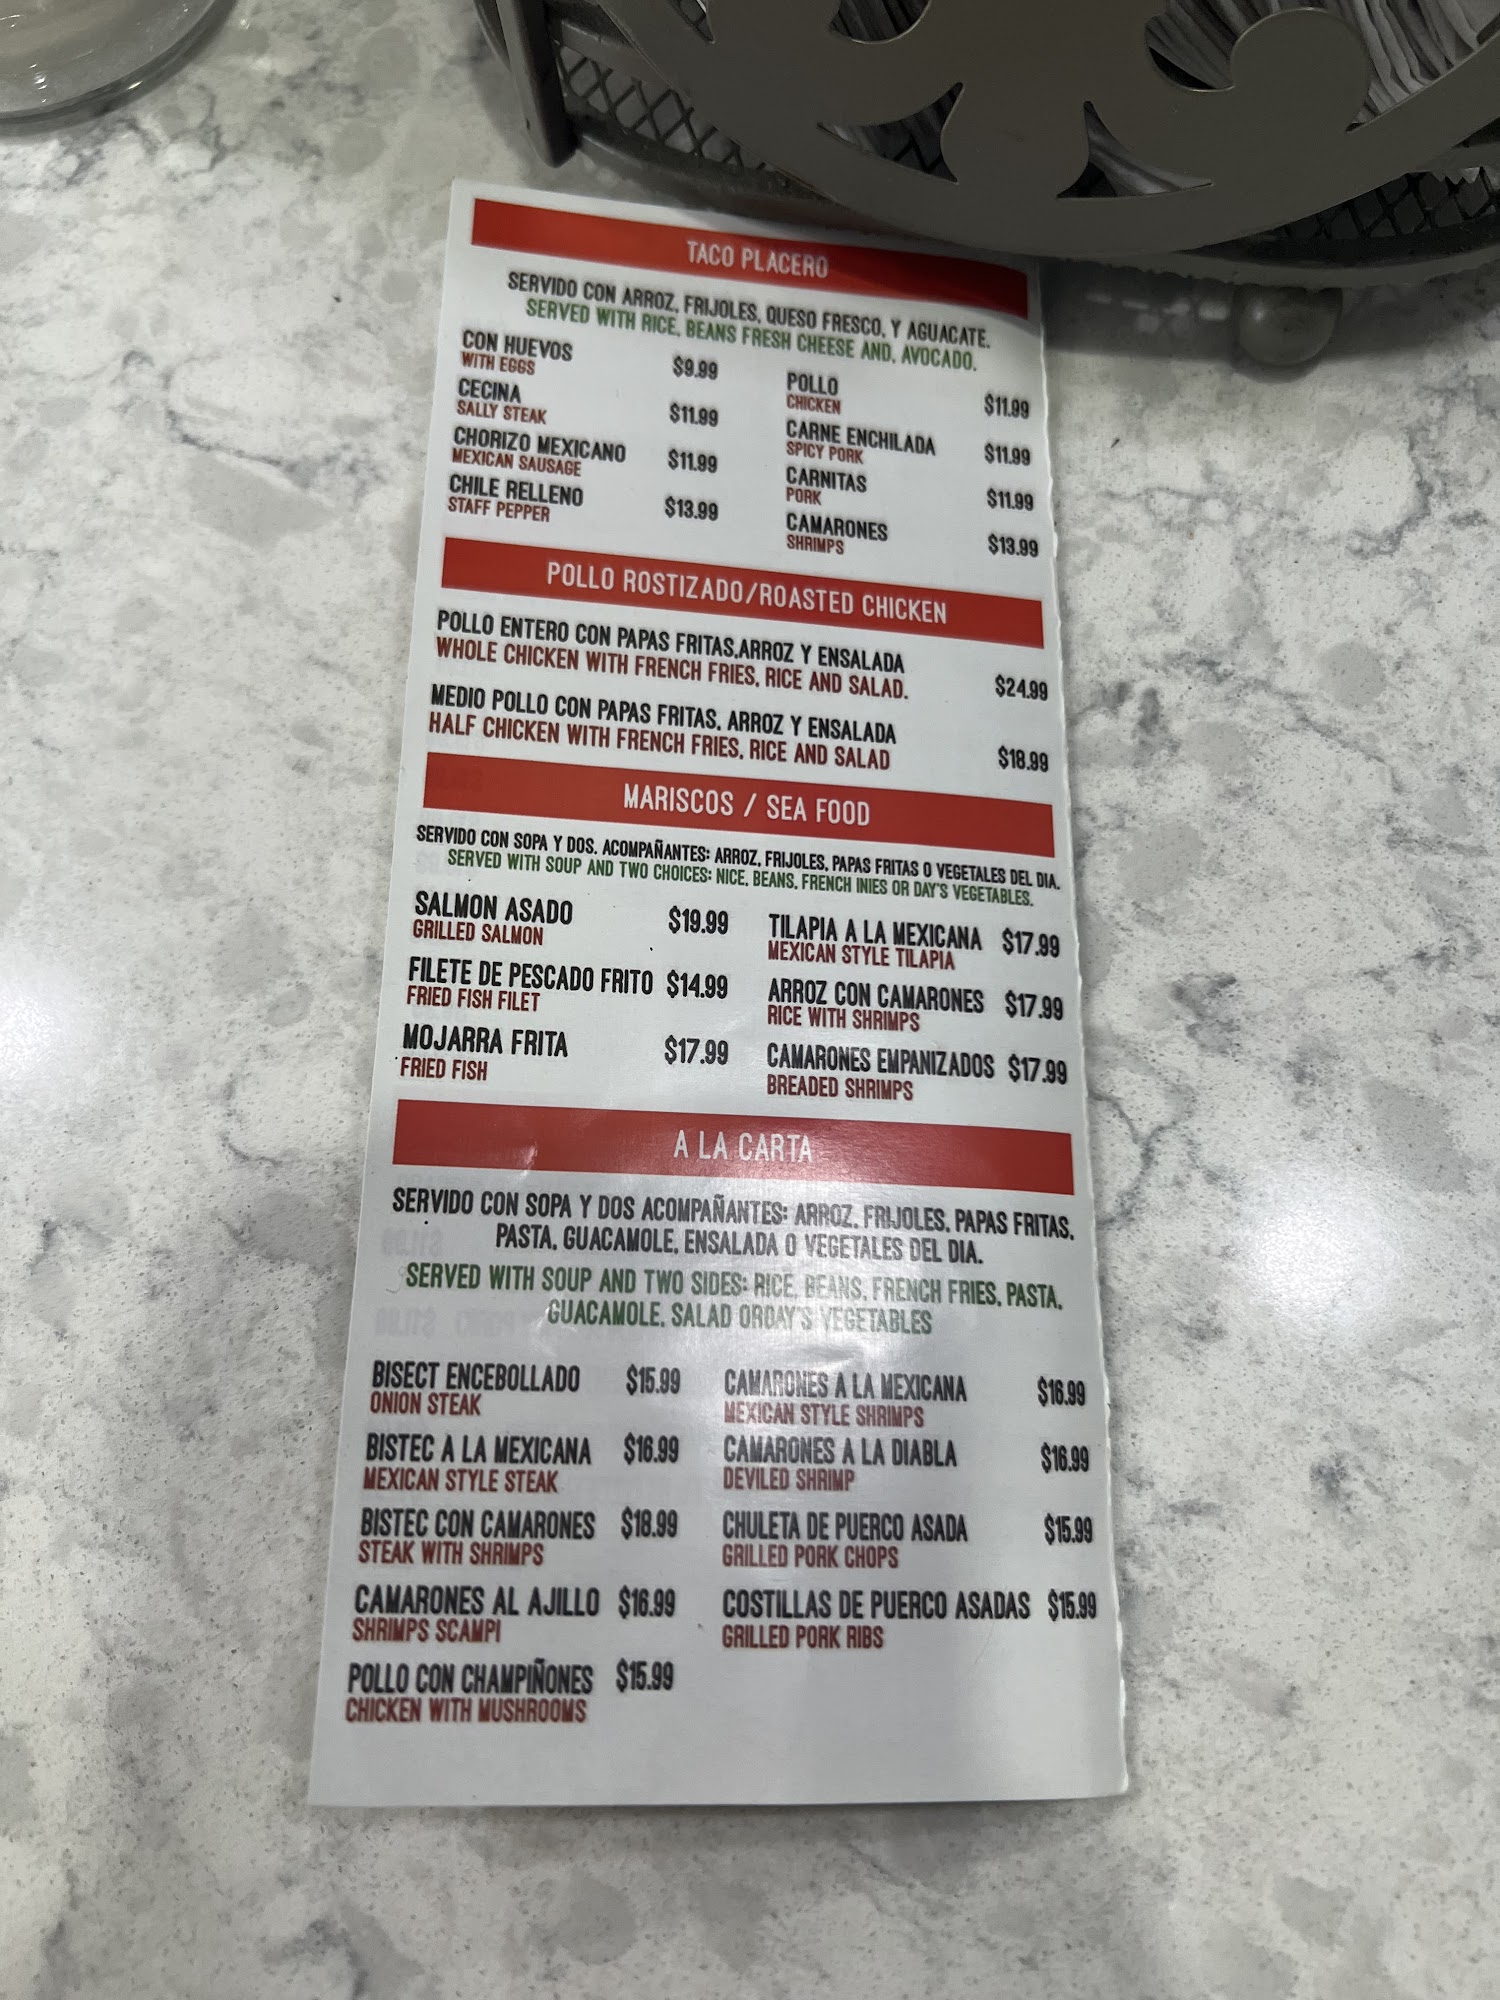 TACO PLACERO
SERVIDO CON ARROZ, FRIJOLES, QUESO FRESCO, Y AGUACATE.
SERVED WITH RICE, BEANS FRESH CHEESE AND, AVOCADO.
CON HUEVOS $9.99
WITH EGGS
CECINA $11.99
SALLY STEAK
CHORIZO MEXICANO $11.99
MEXICAN SAUSAGE
CHILE RELLENO $13.99
STAFF PEPPER
POLLO $11.99
CHICKEN
CARNE ENCHILADA $11.99
SPICY PORK
CARNITAS $11.99
PORK
CAMARONES $13.99
SHRIMPS
POLLO ROSTIZADO/ROASTED CHICKEN
POLLO ENTERO CON PAPAS FRITAS,ARROZ Y ENSALADA
WHOLE CHICKEN WITH FRENCH FRIES, RICE AND SALAD. $24.99
MEDIO POLLO CON PAPAS FRITAS, ARROZ Y ENSALADA
HALF CHICKEN WITH FRENCH FRIES, RICE AND SALAD $18.99
MARISCOS / SEA FOOD
SERVIDO CON SOPA Y DOS. ACOMPAÑANTES: ARROZ, FRIJOLES, PAPAS FRITAS O VEGETALES DEL DIA.
SERVED WITH SOUP AND TWO CHOICES: NICE, BEANS, FRENCH INIES OR DAY'S VEGETABLES.
SALMON ASADO $19.99
GRILLED SALMON
FILETE DE PESCADO FRITO $14.99
FRIED FISH FILET
MOJARRA FRITA $17.99
FRIED FISH
TILAPIA A LA MEXICANA $17.99
MEXICAN STYLE TILAPIA
ARROZ CON CAMARONES $17.99
RICE WITH SHRIMPS
CAMARONES EMPANIZADOS $17.99
BREADED SHRIMPS
A LA CARTA
SERVIDO CON SOPA Y DOS ACOMPAÑANTES: ARROZ, FRIJOLES, PAPAS FRITAS,
PASTA, GUACAMOLE, ENSALADA O VEGETALES DEL DIA.
SERVED WITH SOUP AND TWO SIDES: RICE, BEANS, FRENCH FRIES, PASTA,
GUACAMOLE, SALAD ORDAY'S VEGETABLES
BISECT ENCEBOLLADO $15.99
ONION STEAK
BISTEC A LA MEXICANA $16.99
MEXICAN STYLE STEAK
BISTEC CON CAMARONES $18.99
STEAK WITH SHRIMPS
CAMARONES AL AJILLO $16.99
SHRIMPS SCAMPI
POLLO CON CHAMPIÑONES $15.99
CHICKEN WITH MUSHROOMS
CAMARONES A LA MEXICANA $16.99
MEXICAN STYLE SHRIMPS
CAMARONES A LA DIABLA $16.99
DEVILED SHRIMP
CHULETA DE PUERCO ASADA $15.99
GRILLED PORK CHOPS
COSTILLAS DE PUERCO ASADAS $15.99
GRILLED PORK RIBS